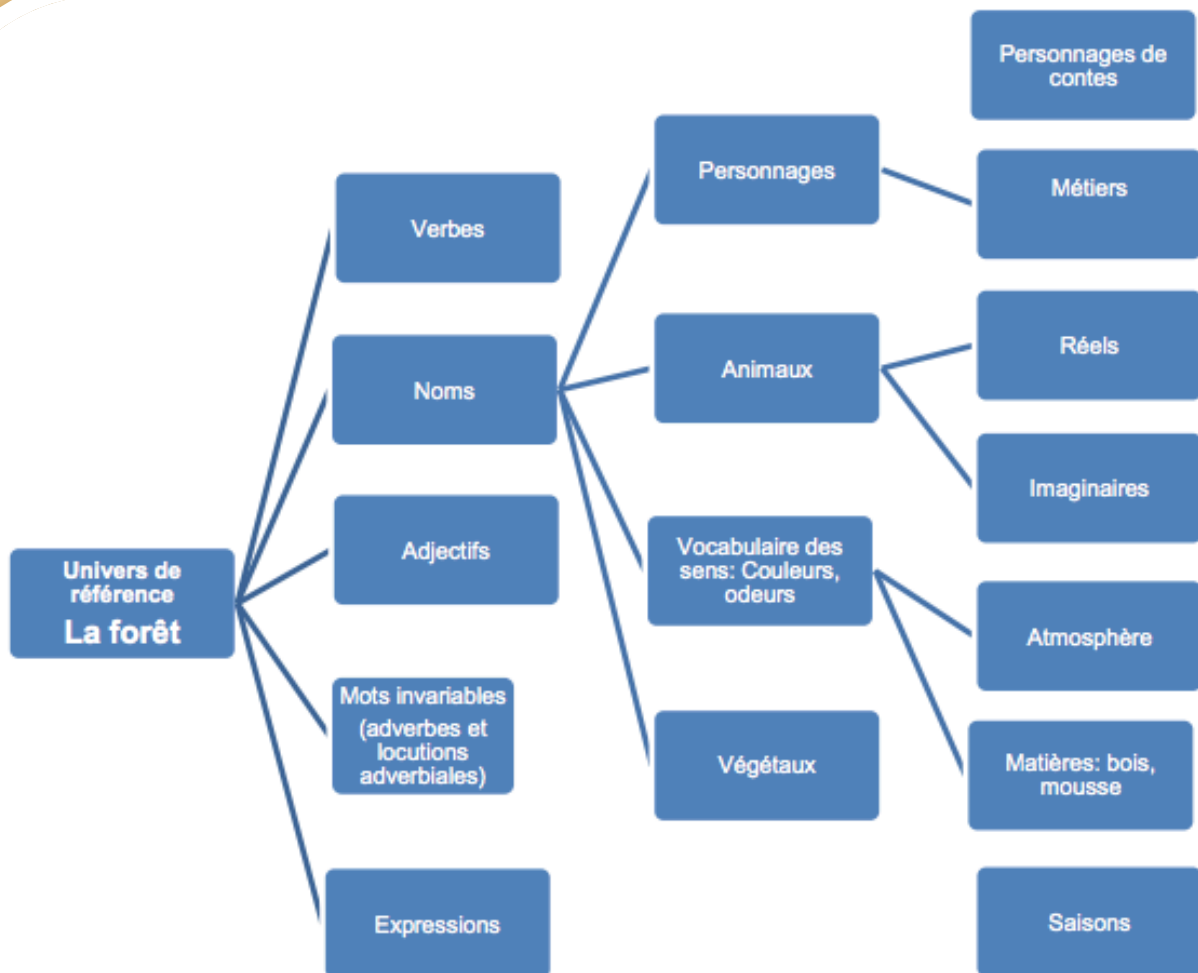 Univers de
référence
La forêt
Verbes
Noms
Adjectifs
Mots invariables
(adverbes et
locutions
adverbiales)
Expressions
Personnages
Animaux
Vocabulaire des
sens: Couleurs,
odeurs
Végétaux
Personnages de
contes
Métiers
Réels
Imaginaires
Atmosphère
Matières: bois,
mousse
Saisons